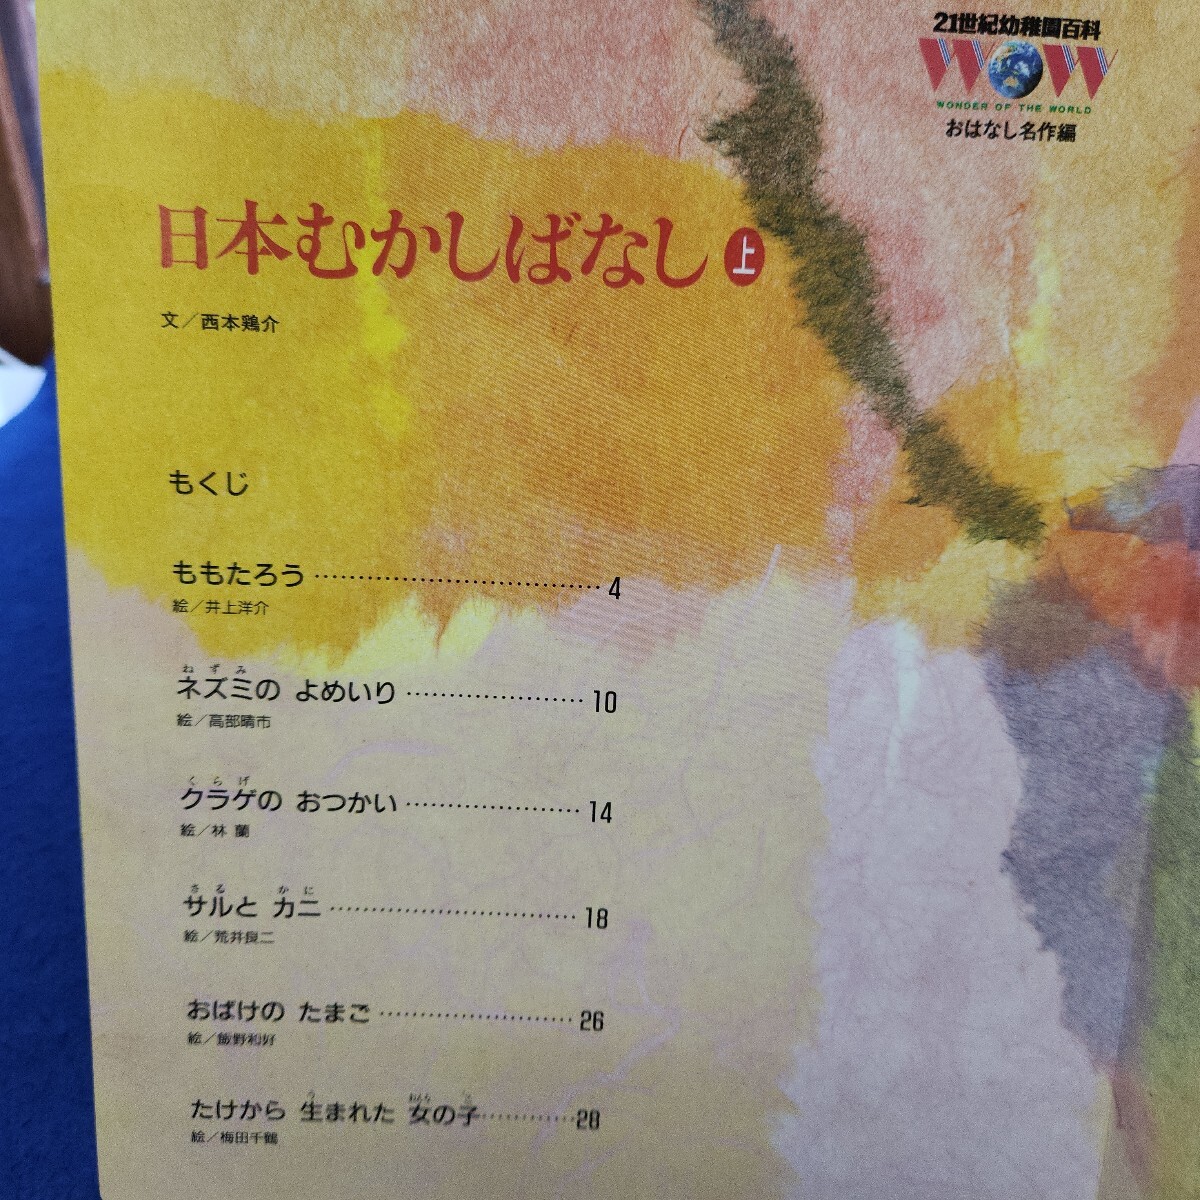 21世紀幼稚園百科
WOW
WONDER OF THE WORLD
おはなし名作編
日本むかしばなし 上
文／西本鶏介
もくじ
ももたろう……………………………4
絵／井上洋介
ねずみ
ネズミの よめいり…………………10
絵／高部晴市
くらげ
クラゲの おつかい…………………14
絵／林 蘭
さる かに
サルと カニ…………………………18
絵／荒井良二
おばけの たまご……………………26
絵／飯野和好
う おんな こ
たけから 生まれた 女の子…………28
絵／梅田千鶴